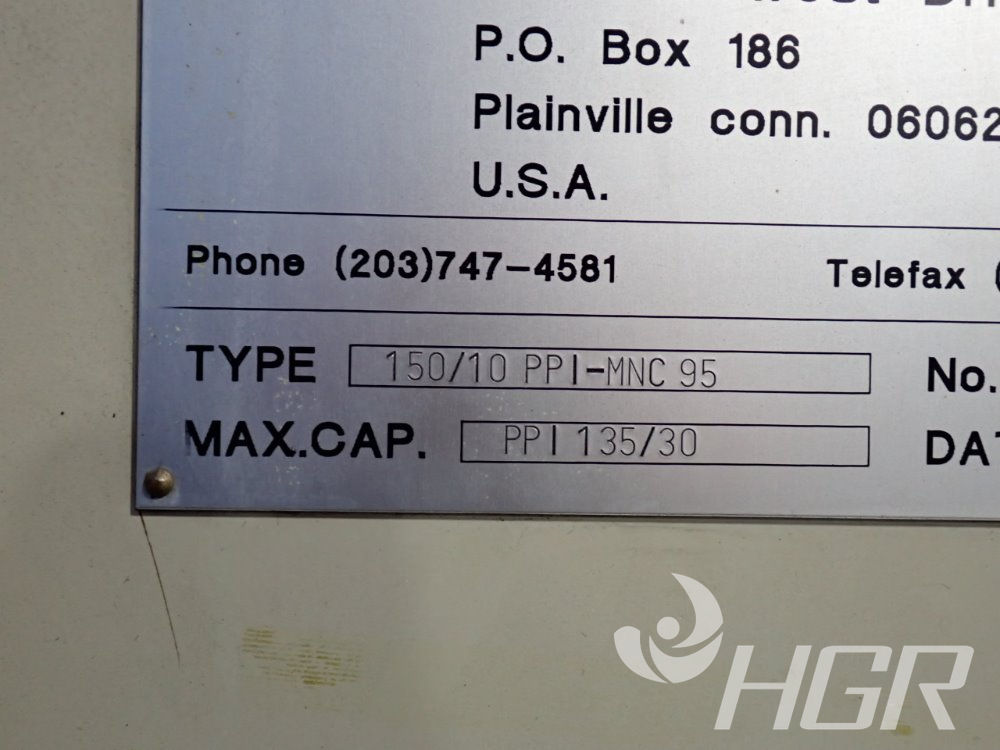 P.O. Box 186
Plainville conn. 06062
U.S.A.
Phone (203)747-4581 Telefax (
TYPE 150/10 PPI-MNC 95 No.
MAX.CAP. PPI 135/30 DAT
HGR